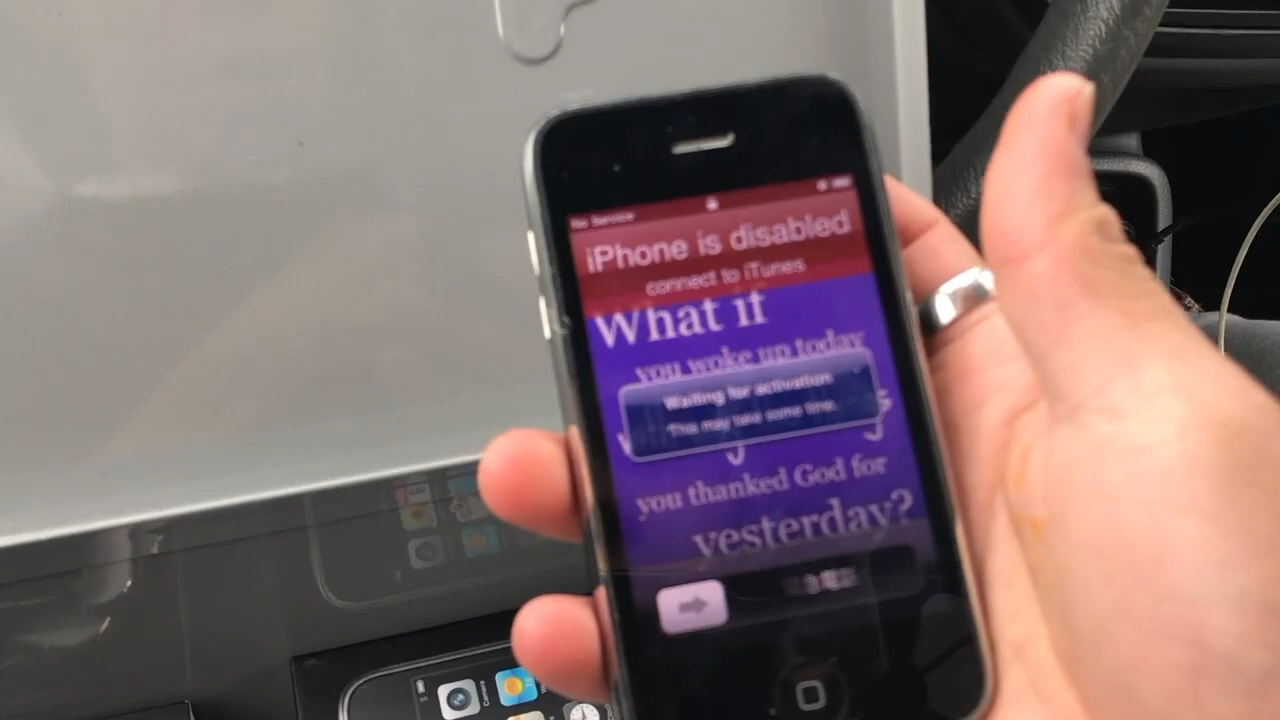 No Service
iPhone is disabled
connect to iTunes
What if
you woke up today
Waiting for activation
This may take some time.
you thanked God for
yesterday?
Camera